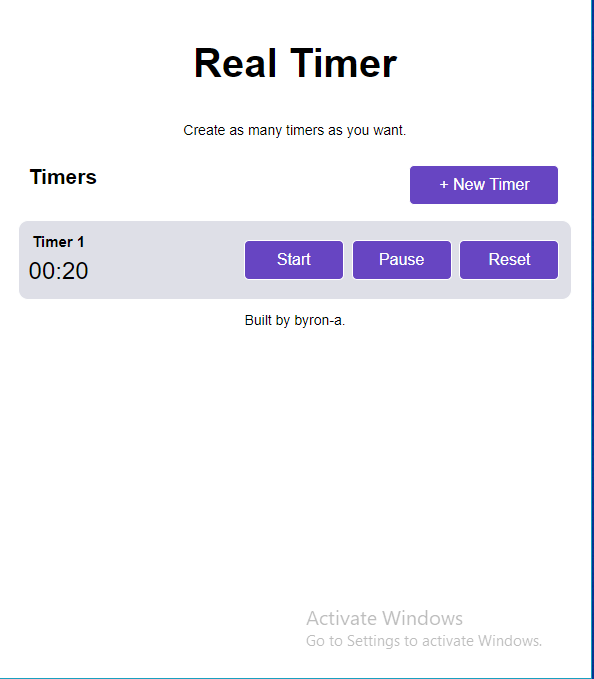 Real Timer
Create as many timers as you want.
Timers
+ New Timer
Timer 1
00:20
Start
Pause
Reset
Built by byron-a.
Activate Windows
Go to Settings to activate Windows.